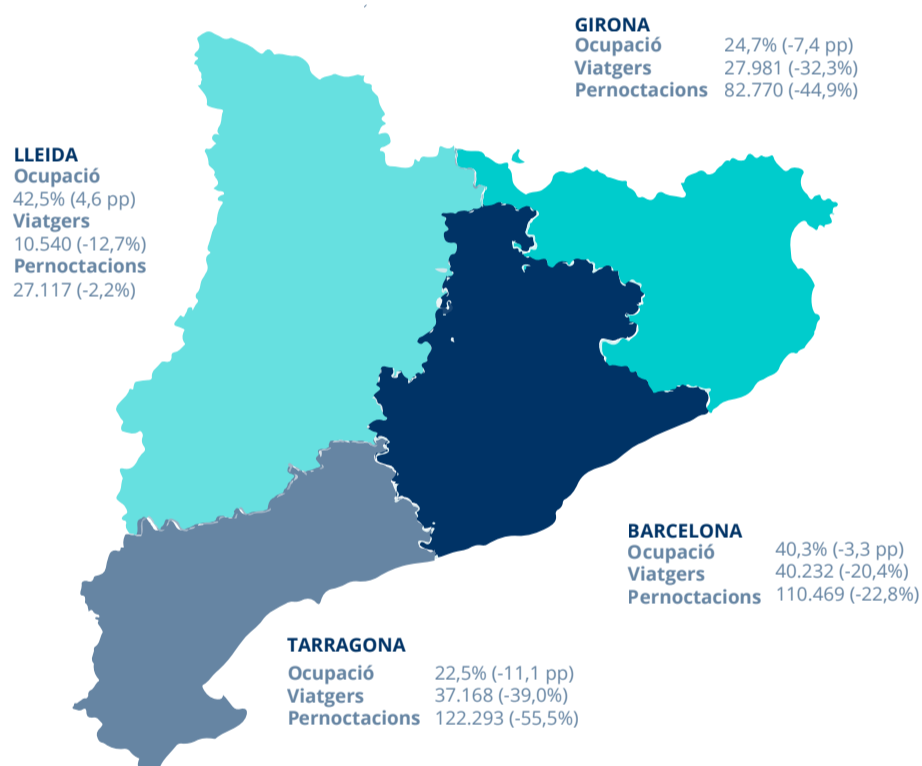 GIRONA
Ocupació 24,7% (-7,4 pp)
Viatgers 27.981 (-32,3%)
Pernoctacions 82.770 (-44,9%)
LLEIDA
Ocupació
42,5% (4,6 pp)
Viatgers
10.540 (-12,7%)
Pernoctacions
27.117 (-2,2%)
BARCELONA
Ocupació 40,3% (-3,3 pp)
Viatgers 40.232 (-20,4%)
Pernoctacions 110.469 (-22,8%)
TARRAGONA
Ocupació 22,5% (-11,1 pp)
Viatgers 37.168 (-39,0%)
Pernoctacions 122.293 (-55,5%)